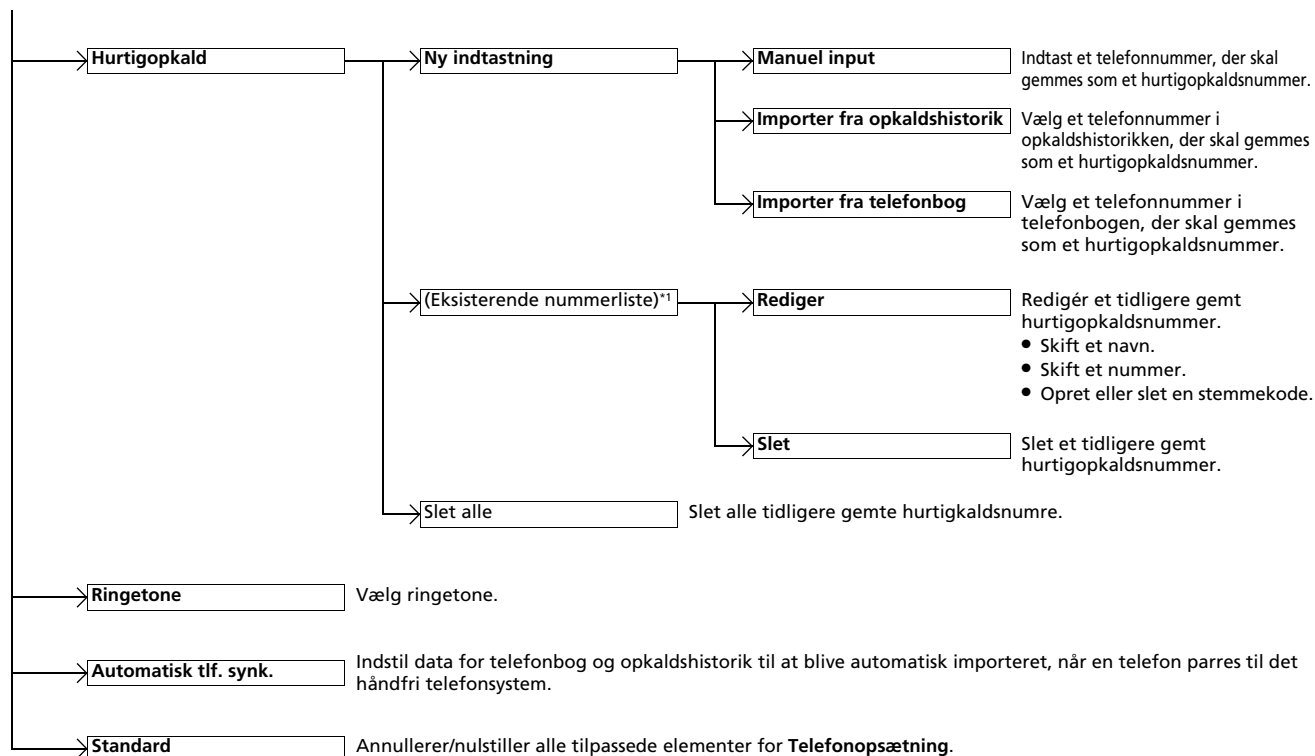 Hurtigopkald
Ny indtastning
Manuel input
Indtast et telefonnummer, der skal
gemmes som et hurtigopkaldsnummer.
Importer fra opkaldshistorik
Vælg et telefonnummer i
opkaldshistorikken, der skal gemmes
som et hurtigopkaldsnummer.
Importer fra telefonbog
Vælg et telefonnummer i
telefonbogen, der skal gemmes
som et hurtigopkaldsnummer.
(Eksisterende nummerliste)*1
Rediger
Redigér et tidligere gemt
hurtigopkaldsnummer.
● Skift et navn.
● Skift et nummer.
● Opret eller slet en stemmekode.
Slet
Slet et tidligere gemt
hurtigopkaldsnummer.
Slet alle
Slet alle tidligere gemte hurtigkaldsnumre.
Ringetone
Vælg ringetone.
Automatisk tlf. synk.
Indstil data for telefonbog og opkaldshistorik til at blive automatisk importeret, når en telefon parres til det
håndfri telefonsystem.
Standard
Annullerer/nulstiller alle tilpassede elementer for Telefonopsætning.